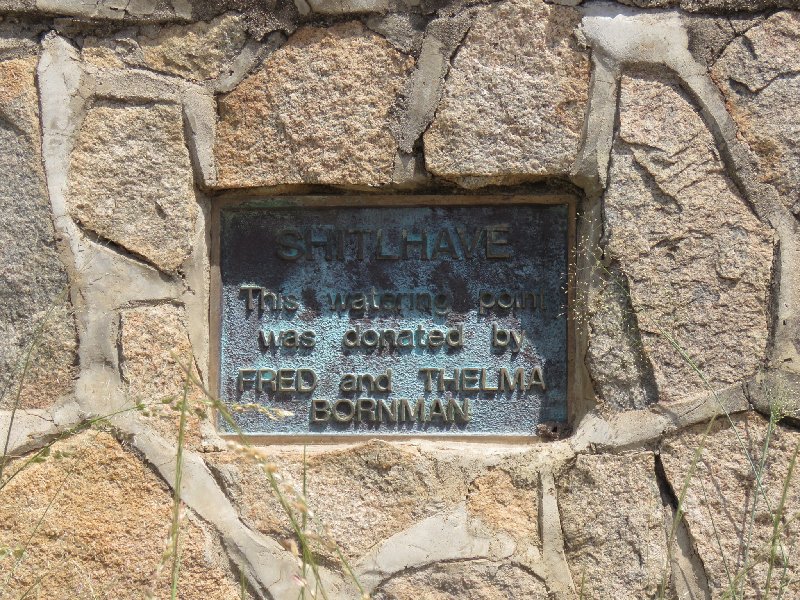 SHITLHAVE
This watering point
was donated by
FRED and THELMA
BORNMAN